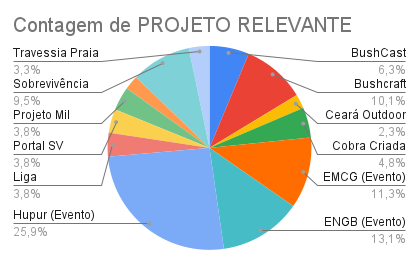 Contagem de PROJETO RELEVANTE
Travessia Praia
3,3%
Sobrevivência
9,5%
Projeto Mil
3,8%
Portal SV
3,8%
Liga
3,8%
Hupur (Evento)
25,9%
BushCast
6,3%
Bushcraft
10,1%
Ceará Outdoor
2,3%
Cobra Criada
4,8%
EMCG (Evento)
11,3%
ENGB (Evento)
13,1%